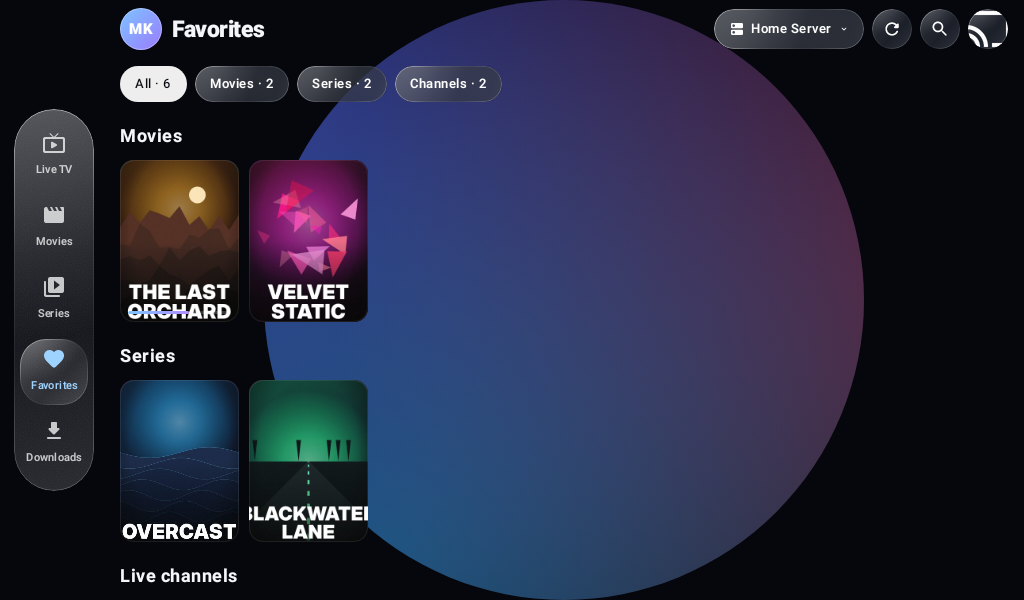 MK Favorites
Home Server
All · 6 Movies · 2 Series · 2 Channels · 2
Live TV
Movies
Series
Favorites
Downloads
Movies
THE LAST
ORCHARD
VELVET
STATIC
Series
OVERCAST
BLACKWATER
LANE
Live channels